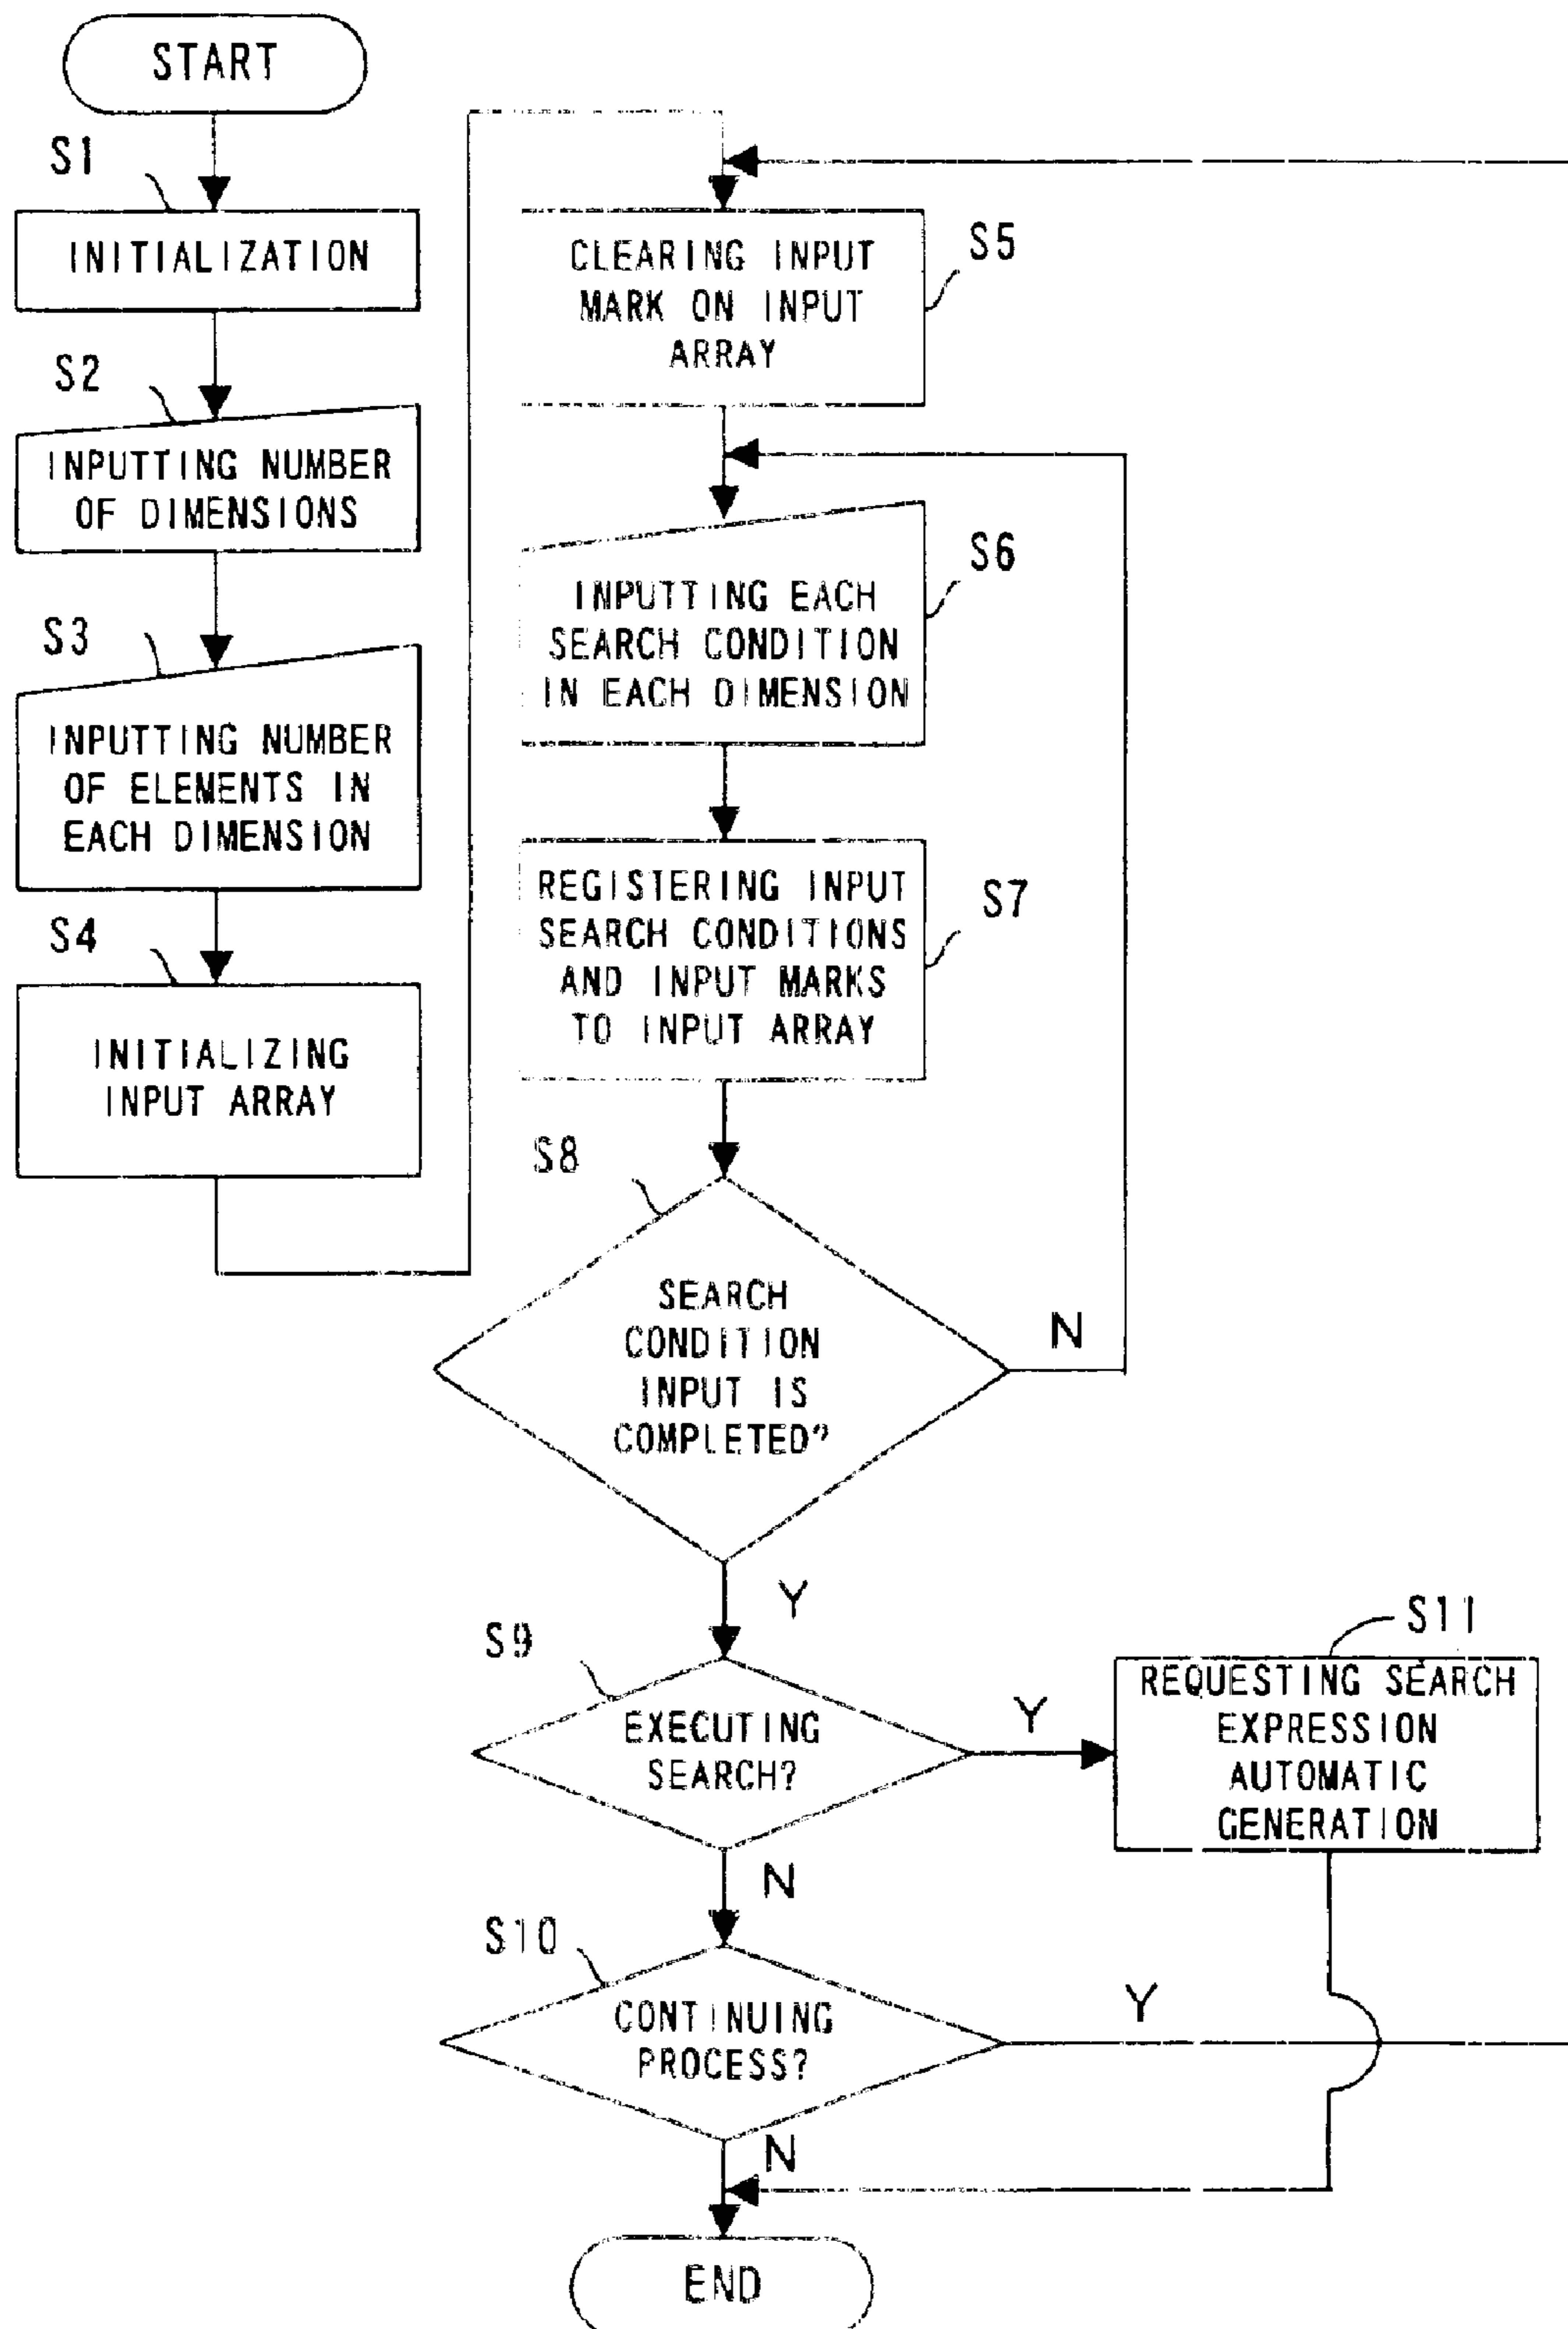 START
S1
INITIALIZATION
S2
INPUTTING NUMBER
OF DIMENSIONS
S3
INPUTTING NUMBER
OF ELEMENTS IN
EACH DIMENSION
S4
INITIALIZING
INPUT ARRAY
S5
CLEARING INPUT
MARK ON INPUT
ARRAY
S6
INPUTTING EACH
SEARCH CONDITION
IN EACH DIMENSION
S7
REGISTERING INPUT
SEARCH CONDITIONS
AND INPUT MARKS
TO INPUT ARRAY
S8
SEARCH
CONDITION
INPUT IS
COMPLETED?
N
Y
S9
EXECUTING
SEARCH?
Y
N
S11
REQUESTING SEARCH
EXPRESSION
AUTOMATIC
GENERATION
S10
CONTINUING
PROCESS?
Y
N
END